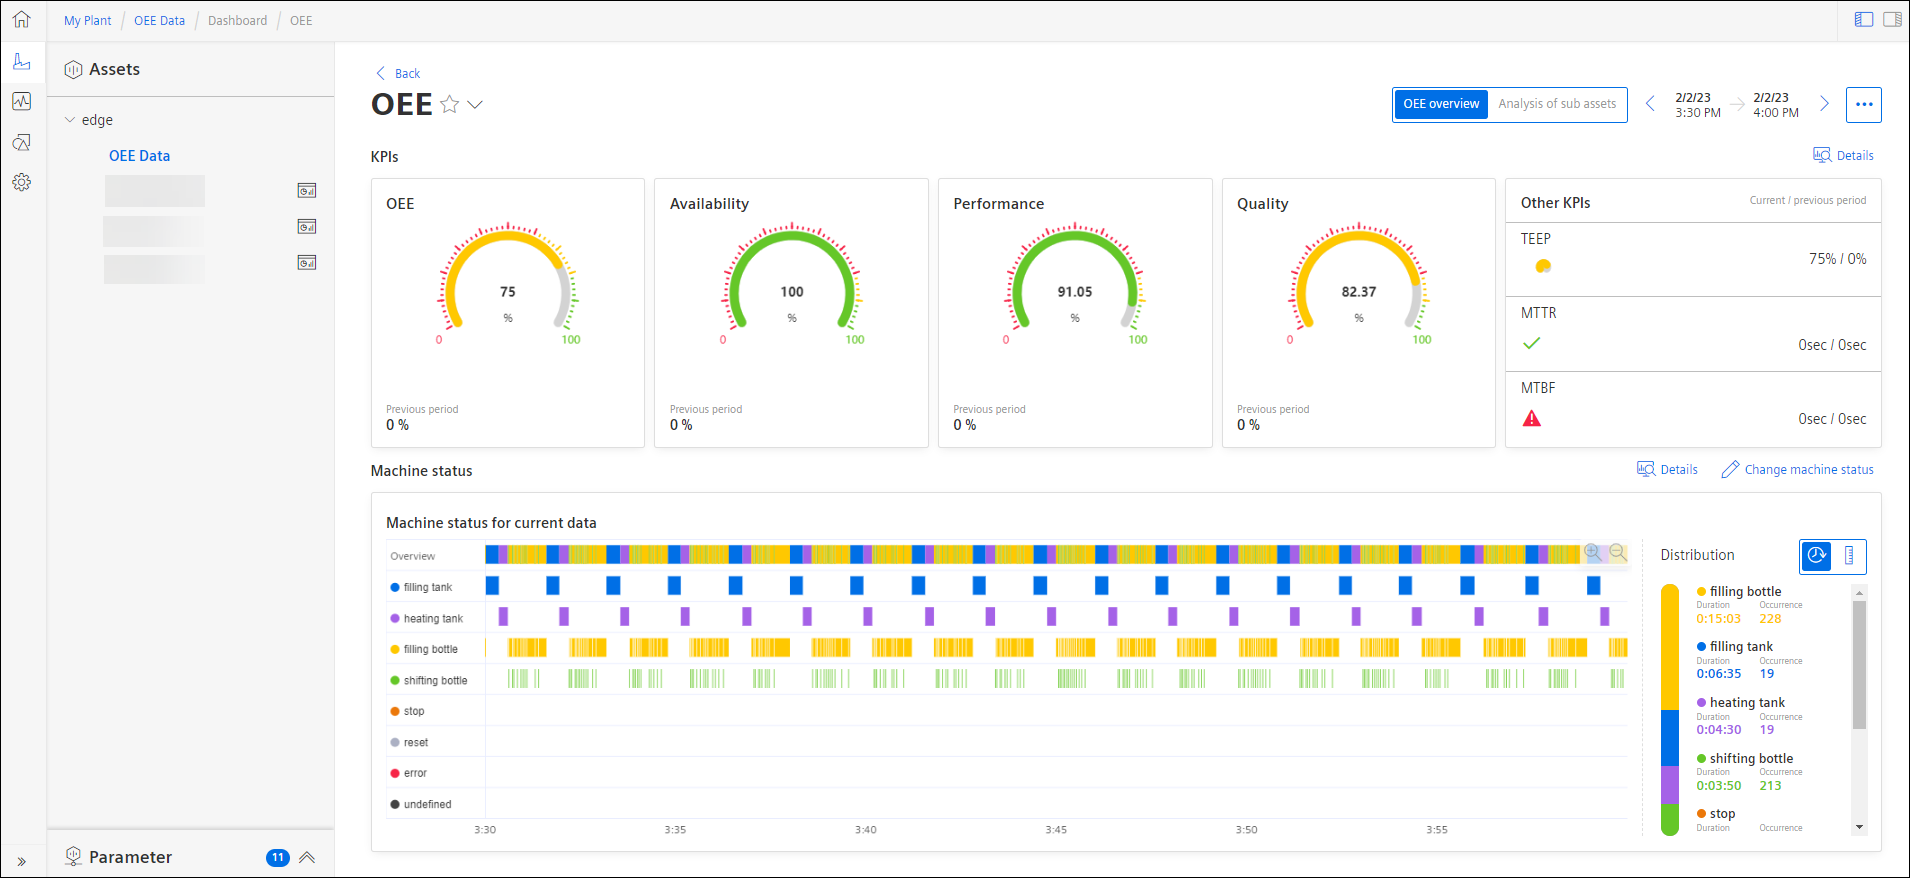 My Plant / OEE Data / Dashboard / OEE
Assets
edge
OEE Data
Parameter 11
Back
OEE
OEE overview Analysis of sub assets
2/2/23 3:30 PM
2/2/23 4:00 PM
KPIs
Details
OEE
75
%
0 100
Previous period
0 %
Availability
100
%
0 100
Previous period
0 %
Performance
91.05
%
0 100
Previous period
0 %
Quality
82.37
%
0 100
Previous period
0 %
Other KPIs Current / previous period
TEEP
75% / 0%
MTTR
0sec / 0sec
MTBF
0sec / 0sec
Machine status
Details Change machine status
Machine status for current data
Overview
filling tank
heating tank
filling bottle
shifting bottle
stop
reset
error
undefined
3:30 3:35 3:40 3:45 3:50 3:55
Distribution
filling bottle
Duration Occurrence
0:15:03 228
filling tank
Duration Occurrence
0:06:35 19
heating tank
Duration Occurrence
0:04:30 19
shifting bottle
Duration Occurrence
0:03:50 213
stop
Duration Occurrence